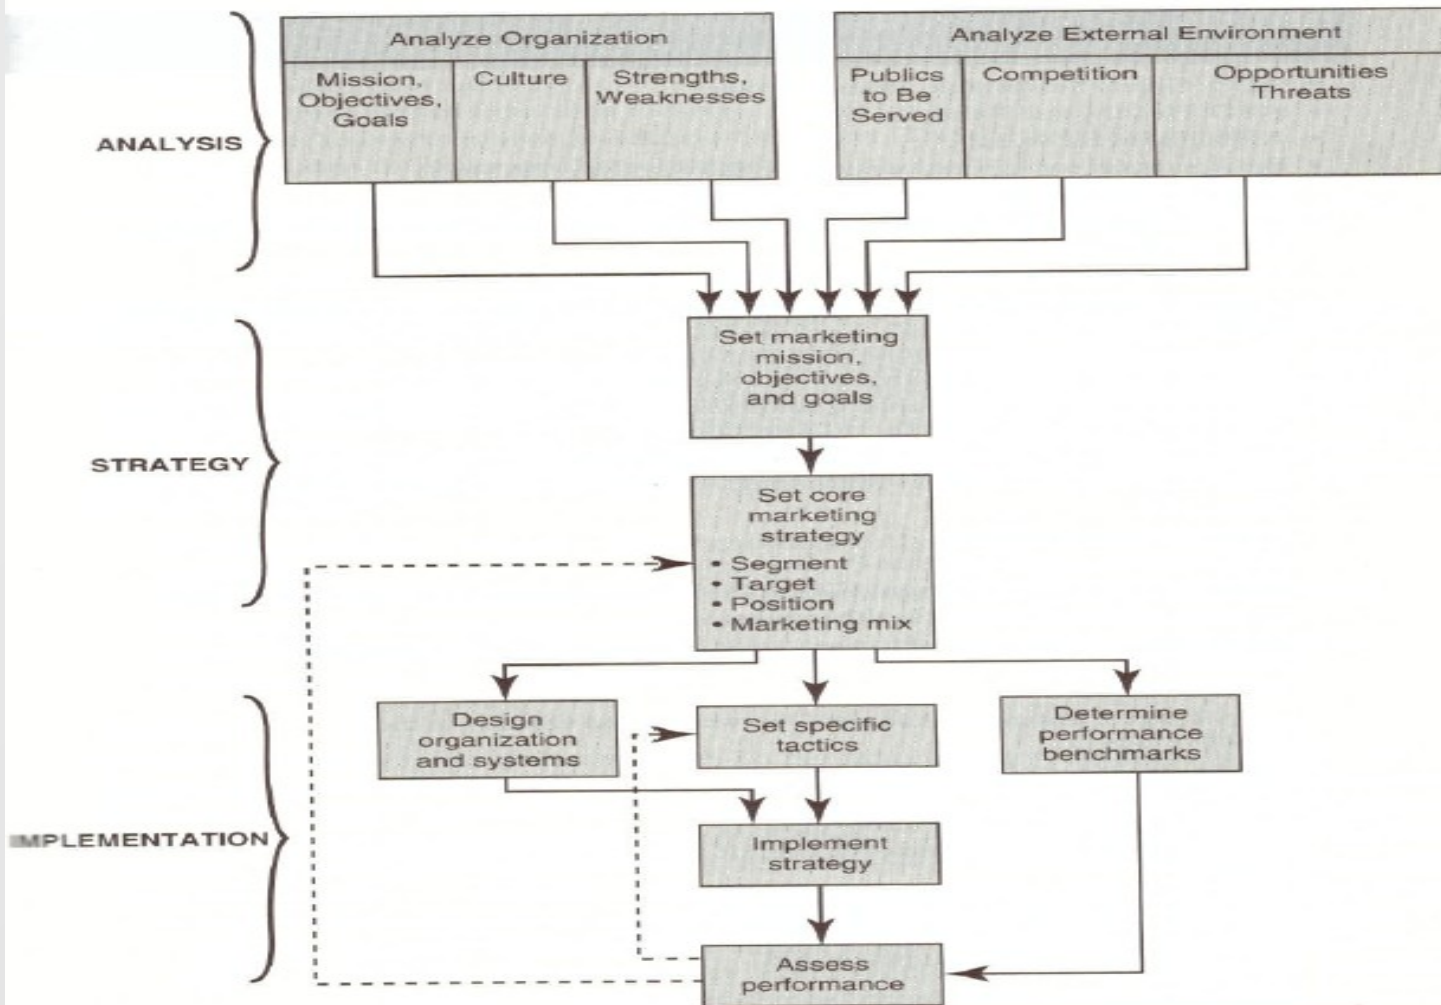 Analyze Organization
Mission,
Objectives,
Goals
Culture
Strengths,
Weaknesses
Analyze External Environment
Publics
to Be
Served
Competition
Opportunities
Threats
ANALYSIS
Set marketing
mission,
objectives,
and goals
STRATEGY
Set core
marketing
strategy
• Segment
• Target
• Position
• Marketing mix
Design
organization
and systems
Set specific
tactics
Determine
performance
benchmarks
IMPLEMENTATION
Implement
strategy
Assess
performance